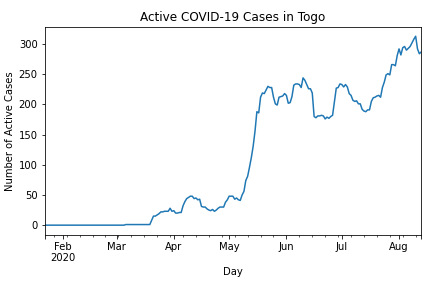 Active COVID-19 Cases in Togo
300
250
200
150
100
50
0
Number of Active Cases
Feb Mar Apr May Jun Jul Aug
2020
Day